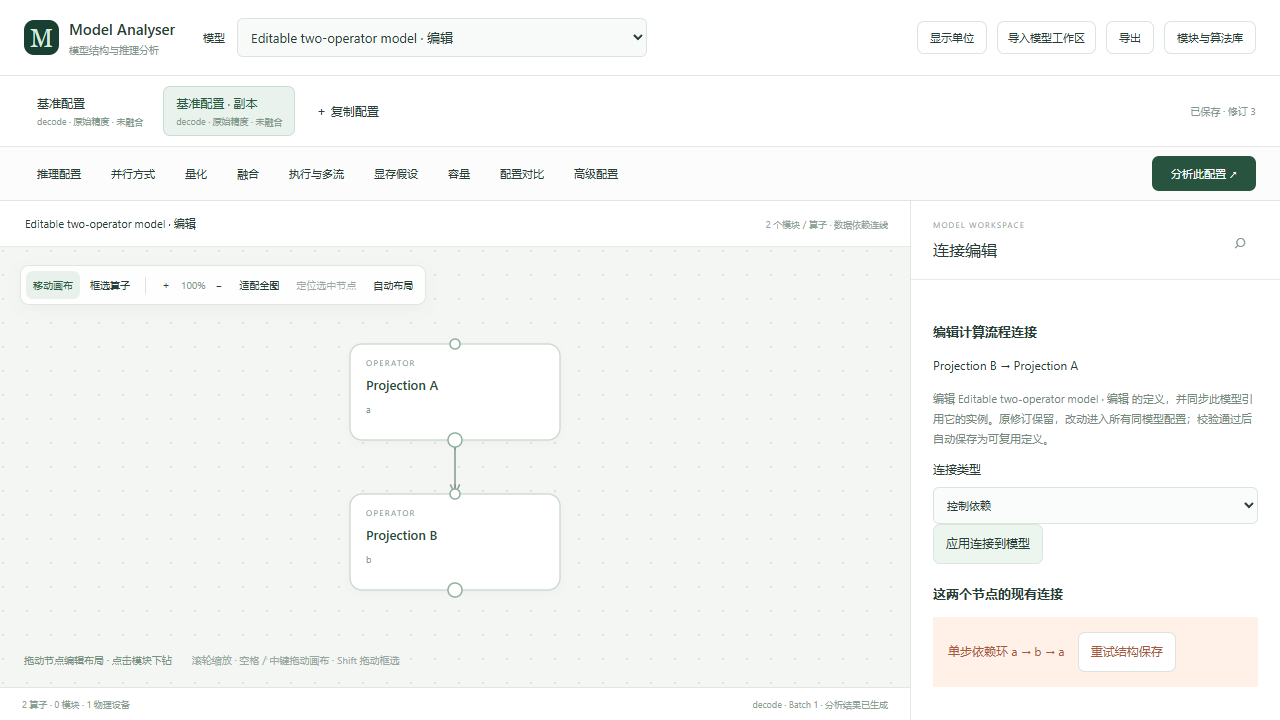 M
Model Analyser
模型结构与推理分析
模型
Editable two-operator model · 编辑
显示单位
导入模型工作区
导出
模块与算法库
基准配置
decode · 原始精度 · 未融合
基准配置 · 副本
decode · 原始精度 · 未融合
+ 复制配置
已保存 · 修订 3
推理配置
并行方式
量化
融合
执行与多流
显存假设
容量
配置对比
高级配置
分析此配置 ↗
Editable two-operator model · 编辑
2 个模块 / 算子 · 数据依赖连线
移动画布
框选算子
+
100%
−
适配全图
定位选中节点
自动布局
OPERATOR
Projection A
a
OPERATOR
Projection B
b
拖动节点编辑布局 · 点击模块下钻
滚轮缩放 · 空格 / 中键拖动画布 · Shift 拖动框选
2 算子 · 0 模块 · 1 物理设备
decode · Batch 1 · 分析结果已生成
MODEL WORKSPACE
连接编辑
编辑计算流程连接
Projection B → Projection A
编辑 Editable two-operator model · 编辑 的定义，并同步此模型引
用它的实例。原修订保留，改动进入所有同模型配置；校验通过后
自动保存为可复用定义。
连接类型
控制依赖
应用连接到模型
这两个节点的现有连接
单步依赖环 a → b → a
重试结构保存